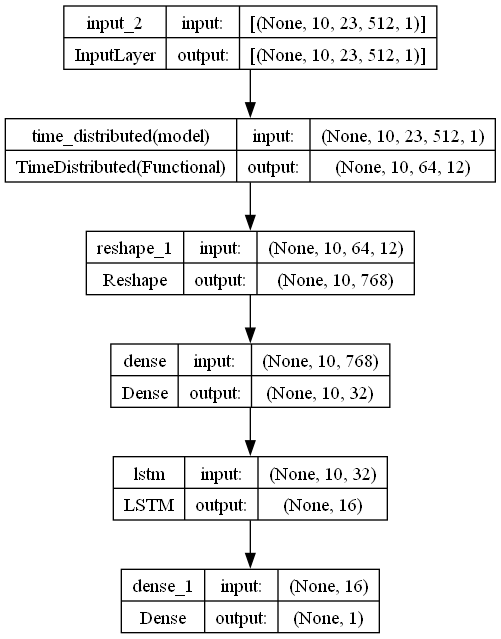 input_2 input: [(None, 10, 23, 512, 1)]
InputLayer output: [(None, 10, 23, 512, 1)]
time_distributed(model) input: (None, 10, 23, 512, 1)
TimeDistributed(Functional) output: (None, 10, 64, 12)
reshape_1 input: (None, 10, 64, 12)
Reshape output: (None, 10, 768)
dense input: (None, 10, 768)
Dense output: (None, 10, 32)
lstm input: (None, 10, 32)
LSTM output: (None, 16)
dense_1 input: (None, 16)
Dense output: (None, 1)